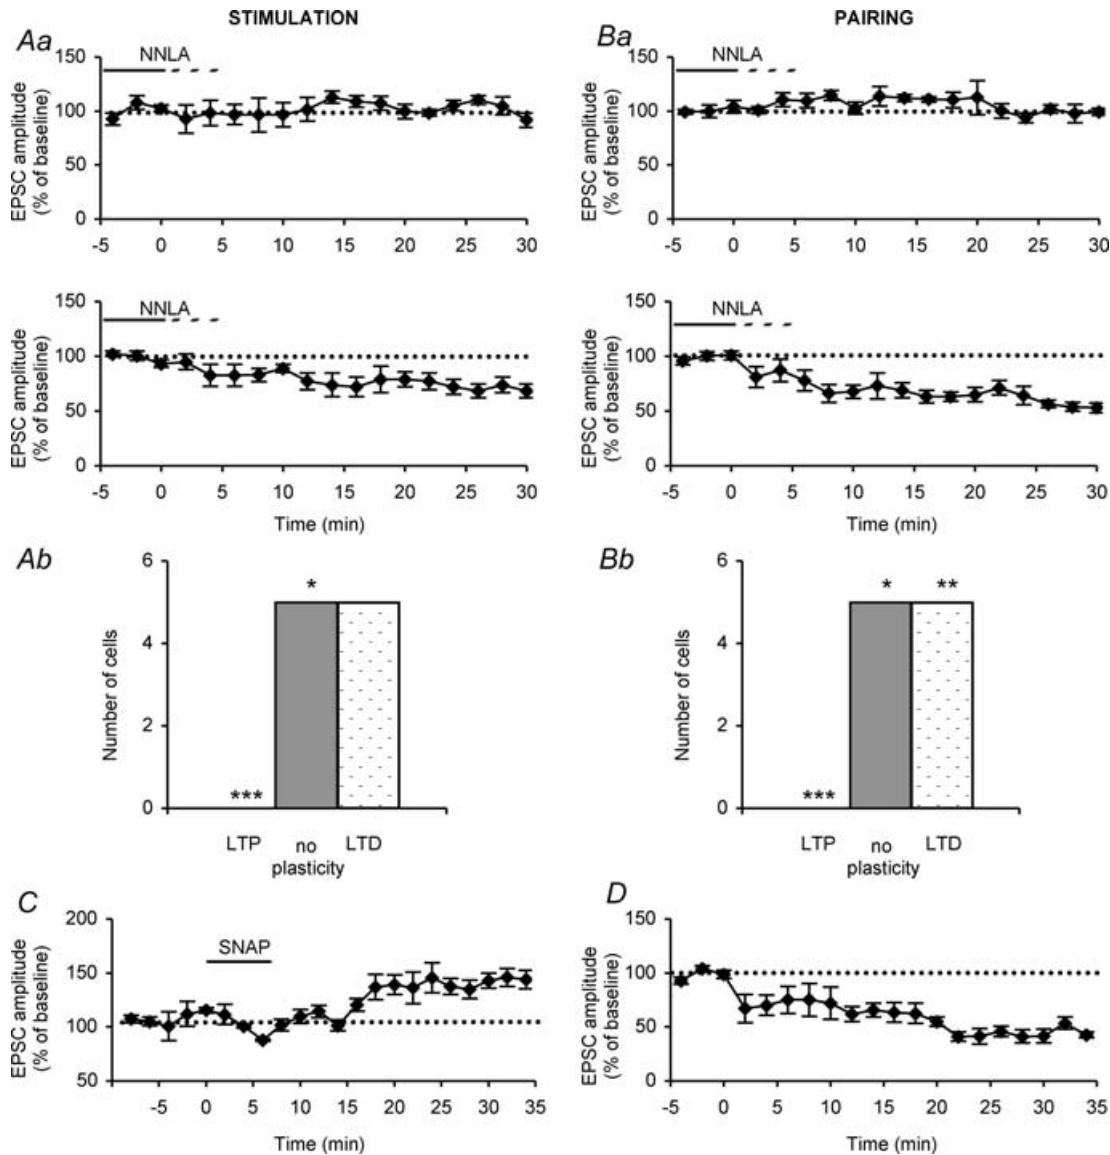 STIMULATION
PAIRING
Aa
NNLA
EPSC amplitude
(% of baseline)
150
100
50
0
-5 0 5 10 15 20 25 30
Ba
NNLA
EPSC amplitude
(% of baseline)
150
100
50
0
-5 0 5 10 15 20 25 30
NNLA
EPSC amplitude
(% of baseline)
150
100
50
0
-5 0 5 10 15 20 25 30
Time (min)
NNLA
EPSC amplitude
(% of baseline)
150
100
50
0
-5 0 5 10 15 20 25 30
Time (min)
Ab
Number of cells
6
4
2
0
*
***
LTP no LTD
plasticity
Bb
Number of cells
6
4
2
0
* **
***
LTP no LTD
plasticity
C
SNAP
EPSC amplitude
(% of baseline)
200
150
100
50
-5 0 5 10 15 20 25 30 35
Time (min)
D
EPSC amplitude
(% of baseline)
150
100
50
0
-5 0 5 10 15 20 25 30 35
Time (min)